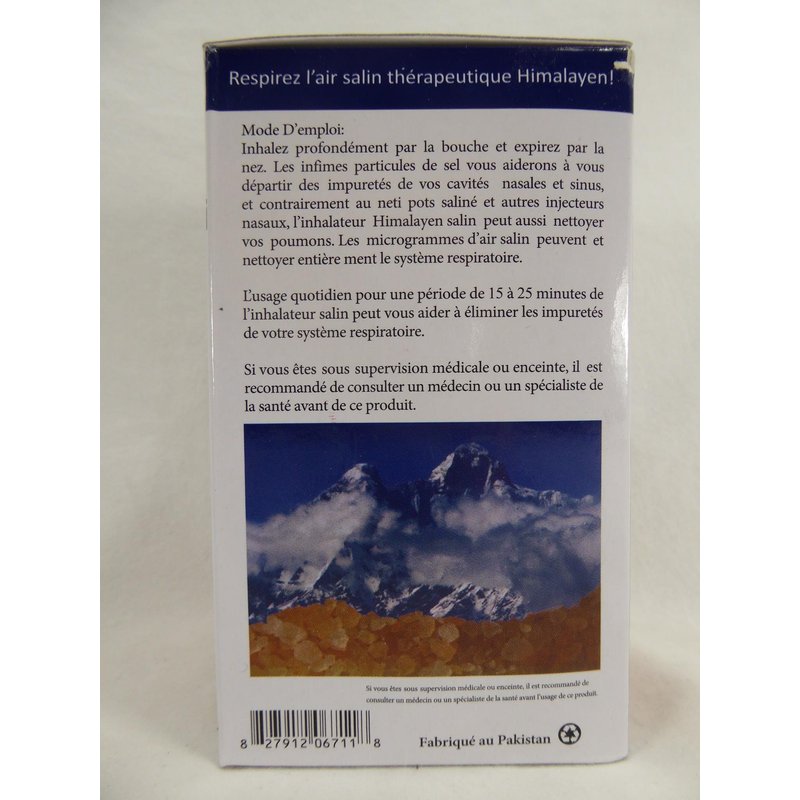 Respirez l'air salin thérapeutique Himalayen!
Mode D'emploi:
Inhalez profondément par la bouche et expirez par la
nez. Les infimes particules de sel vous aiderons à vous
départir des impuretés de vos cavités nasales et sinus,
et contrairement au neti pots saliné et autres injecteurs
nasaux, l'inhalateur Himalayen salin peut aussi nettoyer
vos poumons. Les microgrammes d'air salin peuvent et
nettoyer entière ment le système respiratoire.
L'usage quotidien pour une période de 15 à 25 minutes de
l'inhalateur salin peut vous aider à éliminer les impuretés
de votre système respiratoire.
Si vous êtes sous supervision médicale ou enceinte, il est
recommandé de consulter un médecin ou un spécialiste de
la santé avant de ce produit.
Si vous êtes sous supervision médicale ou enceinte, il est recommandé de
consulter un médecin ou un spécialiste de la santé avant l'usage de ce produit.
8 27912 06711 8
Fabriqué au Pakistan